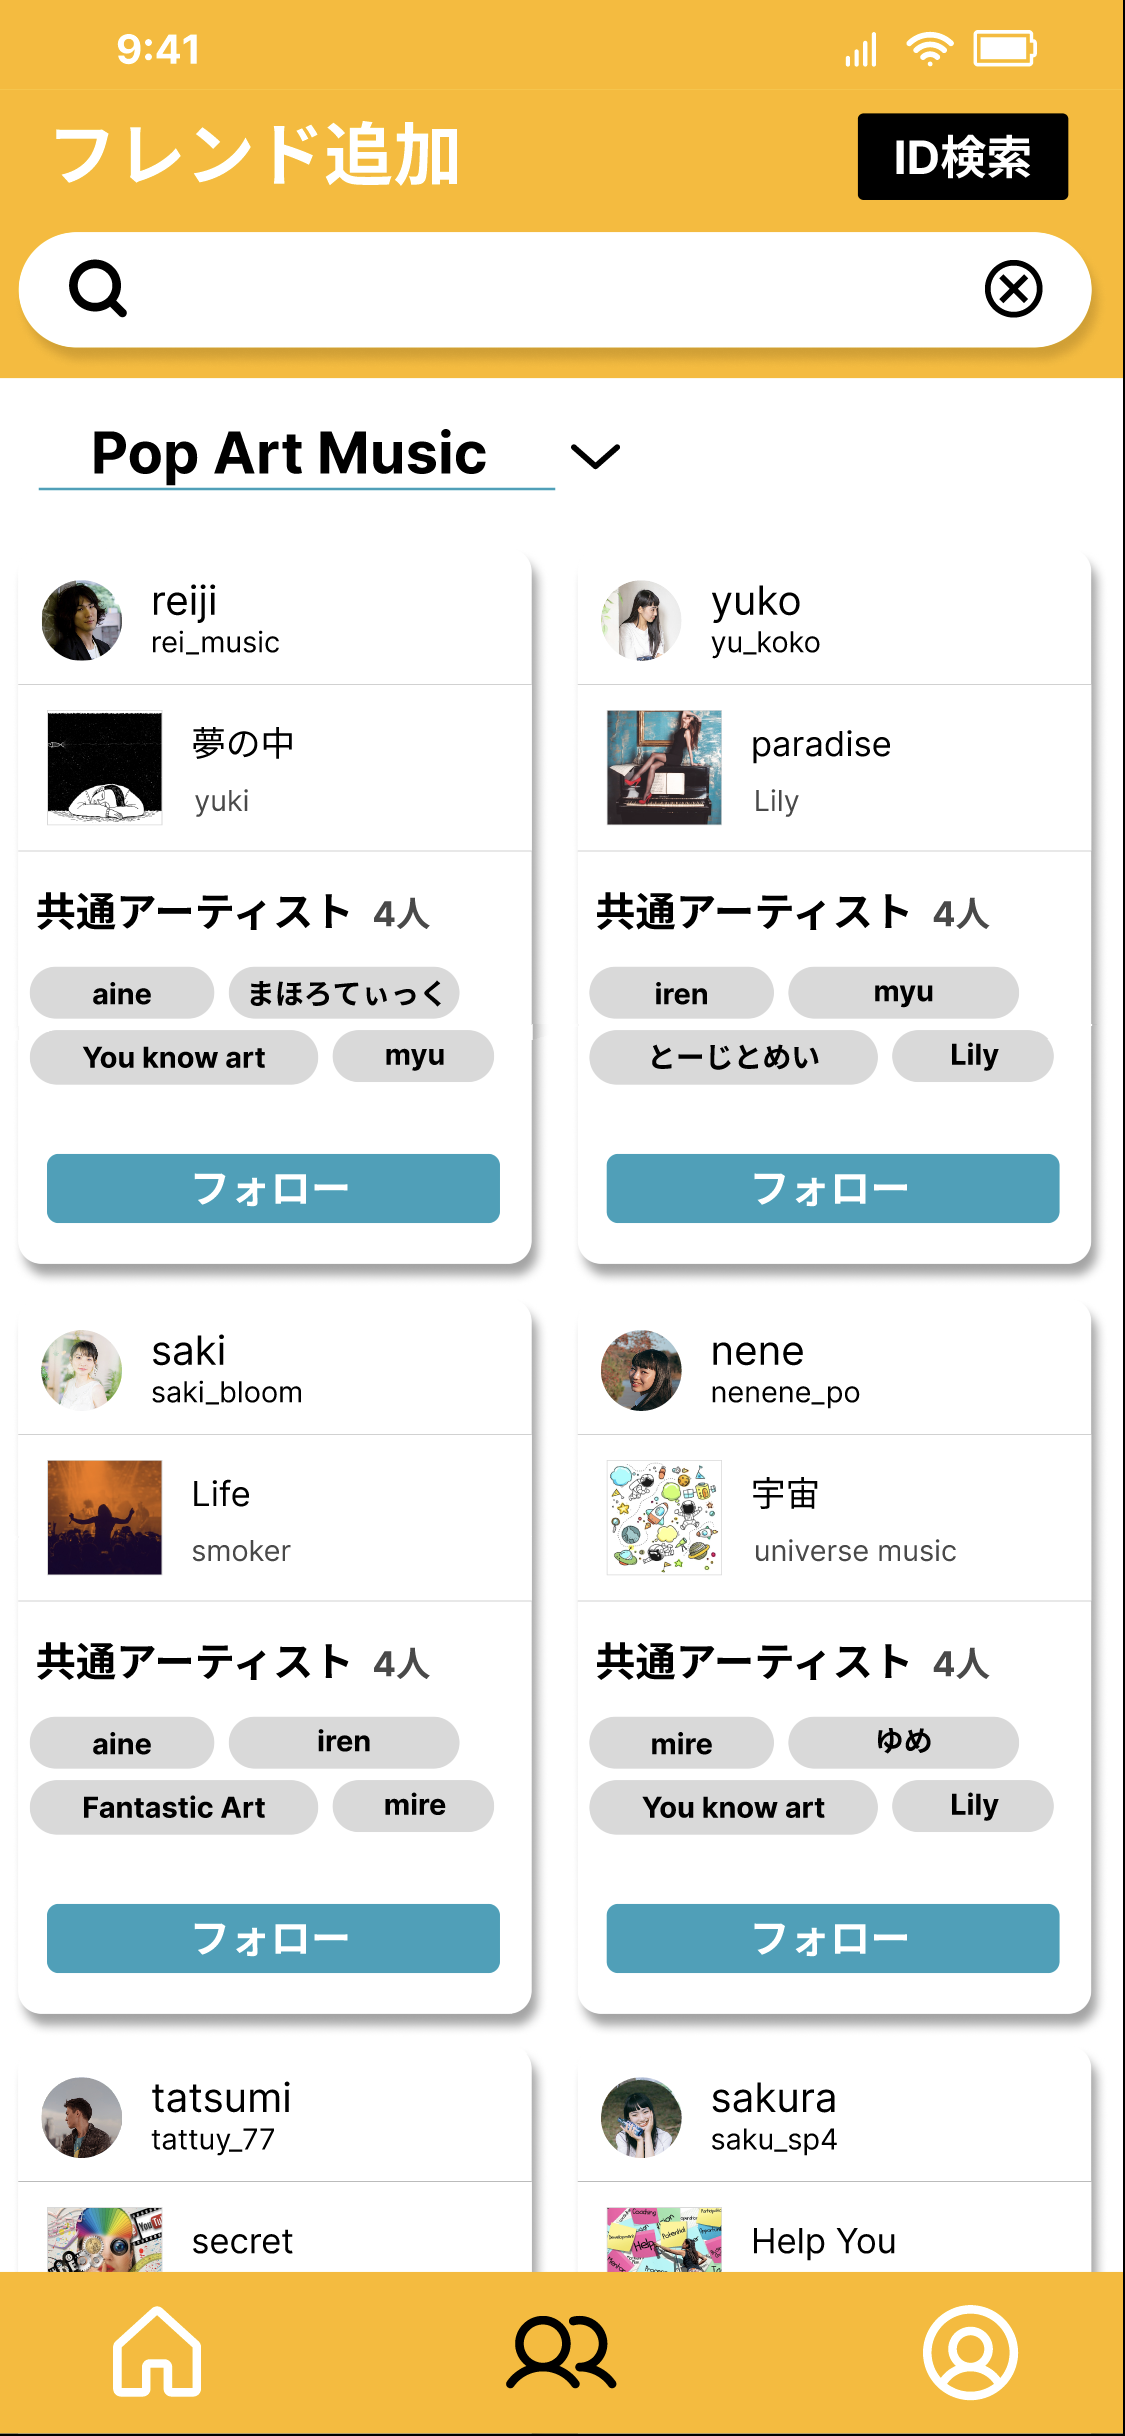 9:41
フレンド追加
ID検索
Pop Art Music
reiji
rei_music
夢の中
yuki
共通アーティスト 4人
aine まほろてぃっく
You know art myu
フォロー
yuko
yu_koko
paradise
Lily
共通アーティスト 4人
iren myu
とーじとめい Lily
フォロー
saki
saki_bloom
Life
smoker
共通アーティスト 4人
aine iren
Fantastic Art mire
フォロー
nene
nenene_po
宇宙
universe music
共通アーティスト 4人
mire ゆめ
You know art Lily
フォロー
tatsumi
tattuy_77
secret
sakura
saku_sp4
Help You
Coaching
Potential
Help